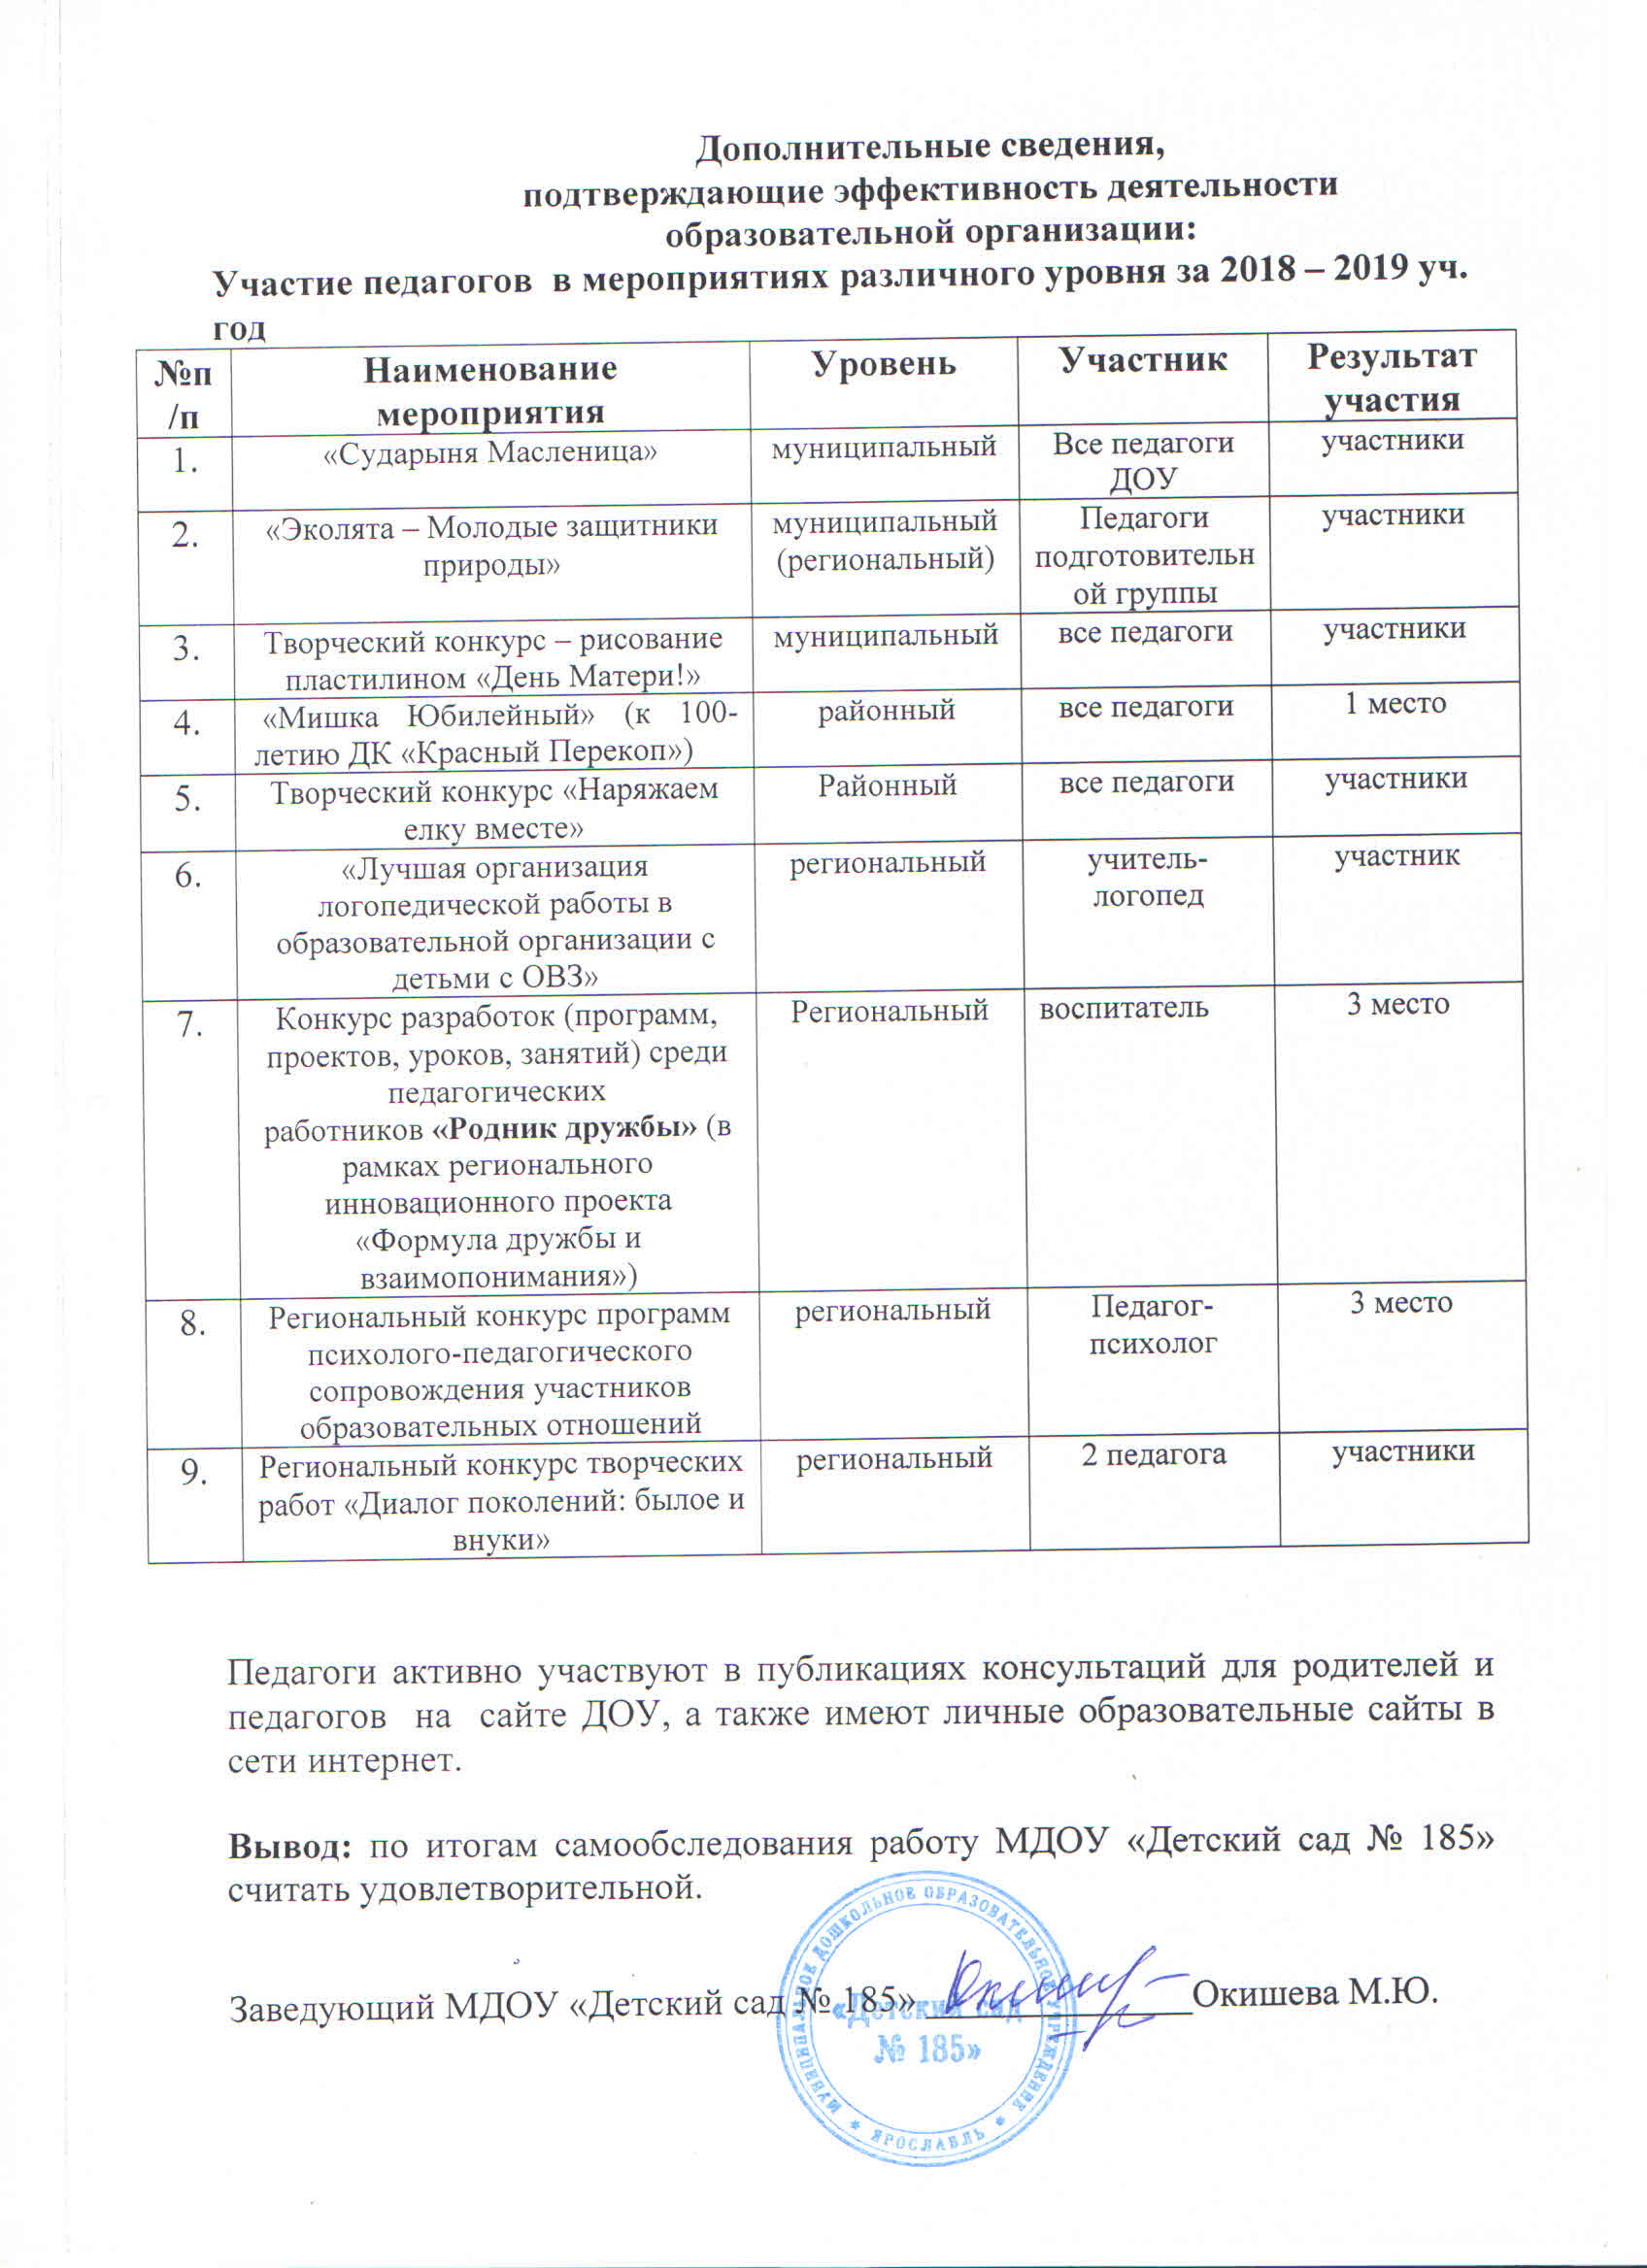 Дополнительные сведения,
подтверждающие эффективность деятельности
образовательной организации:
Участие педагогов в мероприятиях различного уровня за 2018 – 2019 уч.
год
№п
/п
Наименование
мероприятия
Уровень
Участник
Результат
участия
1.
«Сударыня Масленица»
муниципальный
Все педагоги
ДОУ
участники
2.
«Эколята – Молодые защитники
природы»
муниципальный
(региональный)
Педагоги
подготовительн
ой группы
участники
3.
Творческий конкурс – рисование
пластилином «День Матери!»
муниципальный
все педагоги
участники
4.
«Мишка Юбилейный» (к 100-
летию ДК «Красный Перекоп»)
районный
все педагоги
1 место
5.
Творческий конкурс «Наряжаем
елку вместе»
Районный
все педагоги
участники
6.
«Лучшая организация
логопедической работы в
образовательной организации с
детьми с ОВЗ»
региональный
учитель-
логопед
участник
7.
Конкурс разработок (программ,
проектов, уроков, занятий) среди
педагогических
работников «Родник дружбы» (в
рамках регионального
инновационного проекта
«Формула дружбы и
взаимопонимания»)
Региональный
воспитатель
3 место
8.
Региональный конкурс программ
психолого-педагогического
сопровождения участников
образовательных отношений
региональный
Педагог-
психолог
3 место
9.
Региональный конкурс творческих
работ «Диалог поколений: былое и
внуки»
региональный
2 педагога
участники
Педагоги активно участвуют в публикациях консультаций для родителей и
педагогов на сайте ДОУ, а также имеют личные образовательные сайты в
сети интернет.
Вывод: по итогам самообследования работу МДОУ «Детский сад № 185»
считать удовлетворительной.
Заведующий МДОУ «Детский сад № 185»______________Окишева М.Ю.
МУНИЦИПАЛЬНОЕ ДОШКОЛЬНОЕ ОБРАЗОВАТЕЛЬНОЕ УЧРЕЖДЕНИЕ * ЯРОСЛАВЛЬ *
«Детский сад
№ 185»